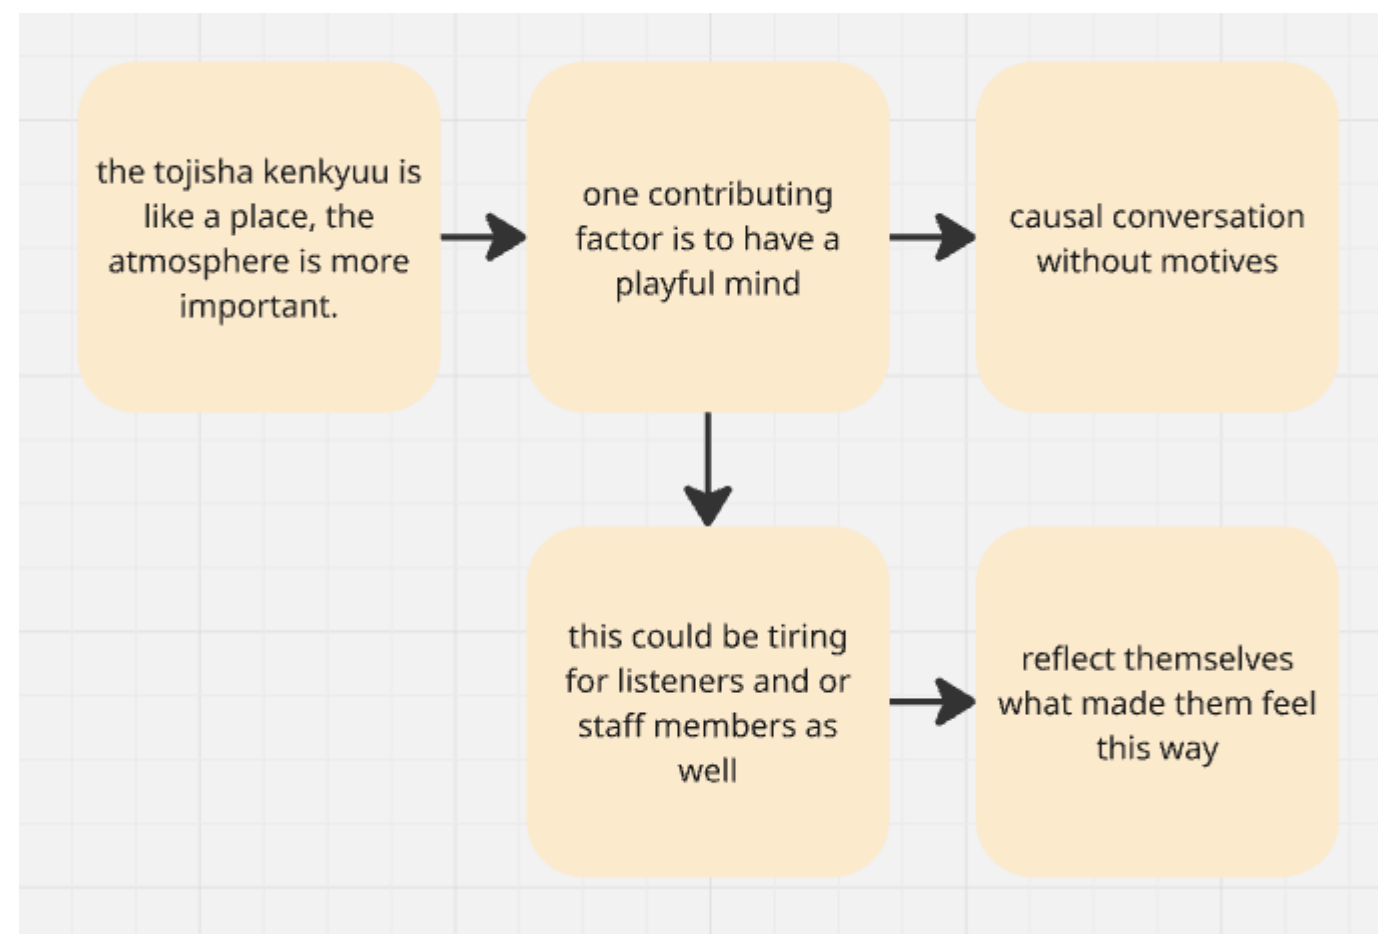 the tojisha kenkyuu is
like a place, the
atmosphere is more
important.
one contributing
factor is to have a
playful mind
causal conversation
without motives
this could be tiring
for listeners and or
staff members as
well
reflect themselves
what made them feel
this way